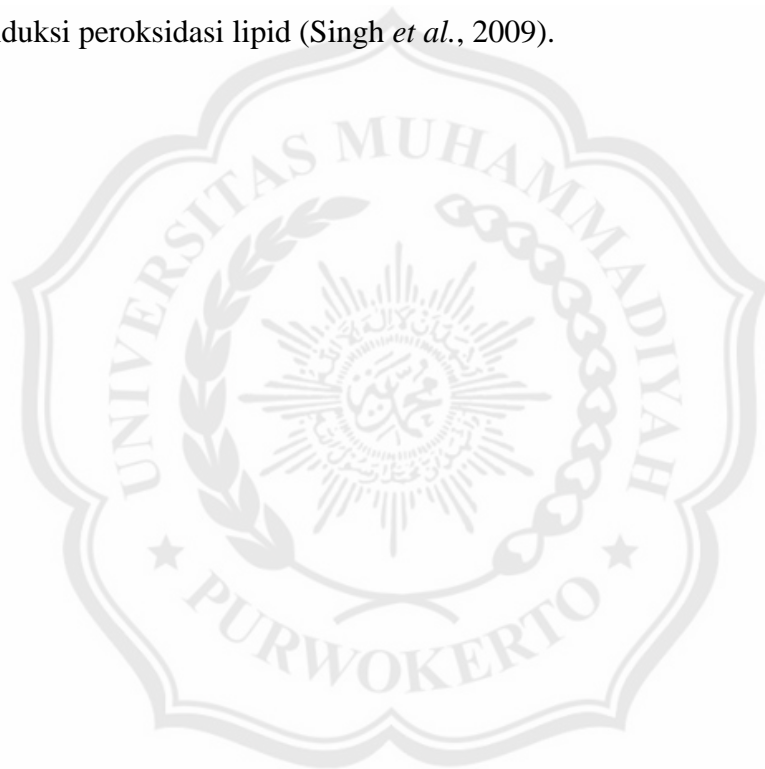 duksi peroksidasi lipid (Singh et al., 2009).
UNIVERSITAS MUHAMMADIYAH
★ PURWOKERTO ★